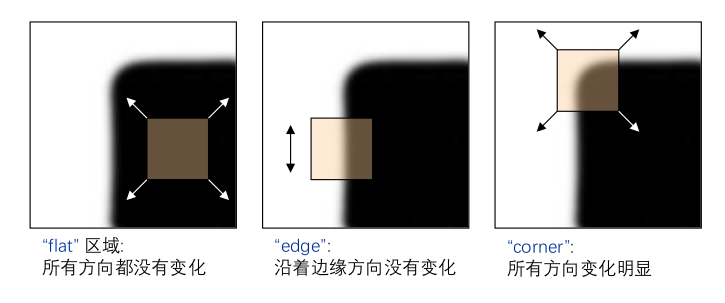 “flat” 区域:
所有方向都没有变化
“edge”:
沿着边缘方向没有变化
“corner”:
所有方向变化明显